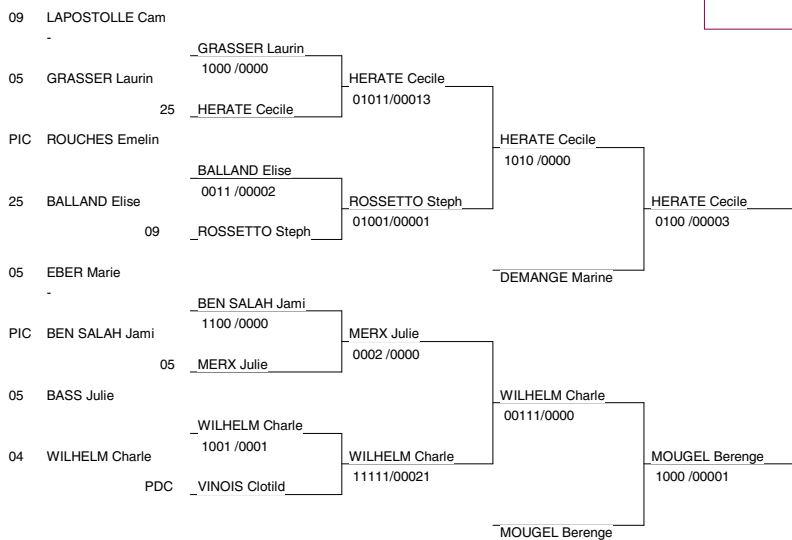 09 LAPOSTOLLE Cam
-
GRASSER Laurin
1000 /0000
05 GRASSER Laurin
HERATE Cecile
01011/00013
25 HERATE Cecile
PIC ROUCHES Emelin
HERATE Cecile
1010 /0000
BALLAND Elise
0011 /00002
25 BALLAND Elise
ROSSETTO Steph
01001/00001
HERATE Cecile
0100 /00003
09 ROSSETTO Steph
05 EBER Marie
-
DEMANGE Marine
BEN SALAH Jami
1100 /0000
PIC BEN SALAH Jami
MERX Julie
0002 /0000
05 MERX Julie
05 BASS Julie
WILHELM Charle
00111/0000
WILHELM Charle
1001 /0001
04 WILHELM Charle
WILHELM Charle
11111/00021
MOUGEL Berenge
1000 /00001
PDC VINOIS Clotild
MOUGEL Berenge